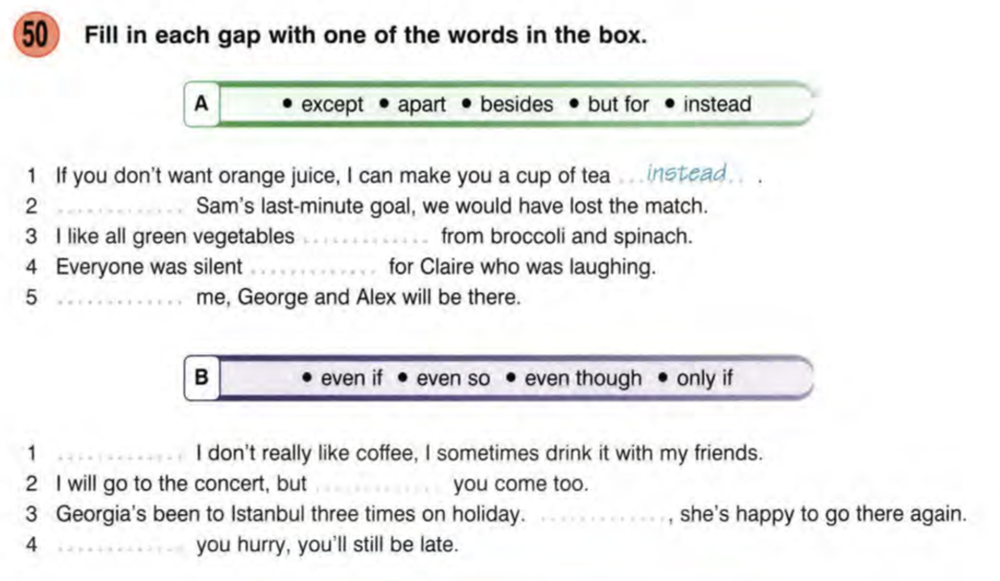 50 Fill in each gap with one of the words in the box.
A • except • apart • besides • but for • instead
1 If you don't want orange juice, I can make you a cup of tea ...instead.. .
2 ............. Sam's last-minute goal, we would have lost the match.
3 I like all green vegetables ............. from broccoli and spinach.
4 Everyone was silent ............. for Claire who was laughing.
5 ............. me, George and Alex will be there.
B • even if • even so • even though • only if
1 ............. I don't really like coffee, I sometimes drink it with my friends.
2 I will go to the concert, but ............. you come too.
3 Georgia's been to Istanbul three times on holiday. ............., she's happy to go there again.
4 ............. you hurry, you'll still be late.